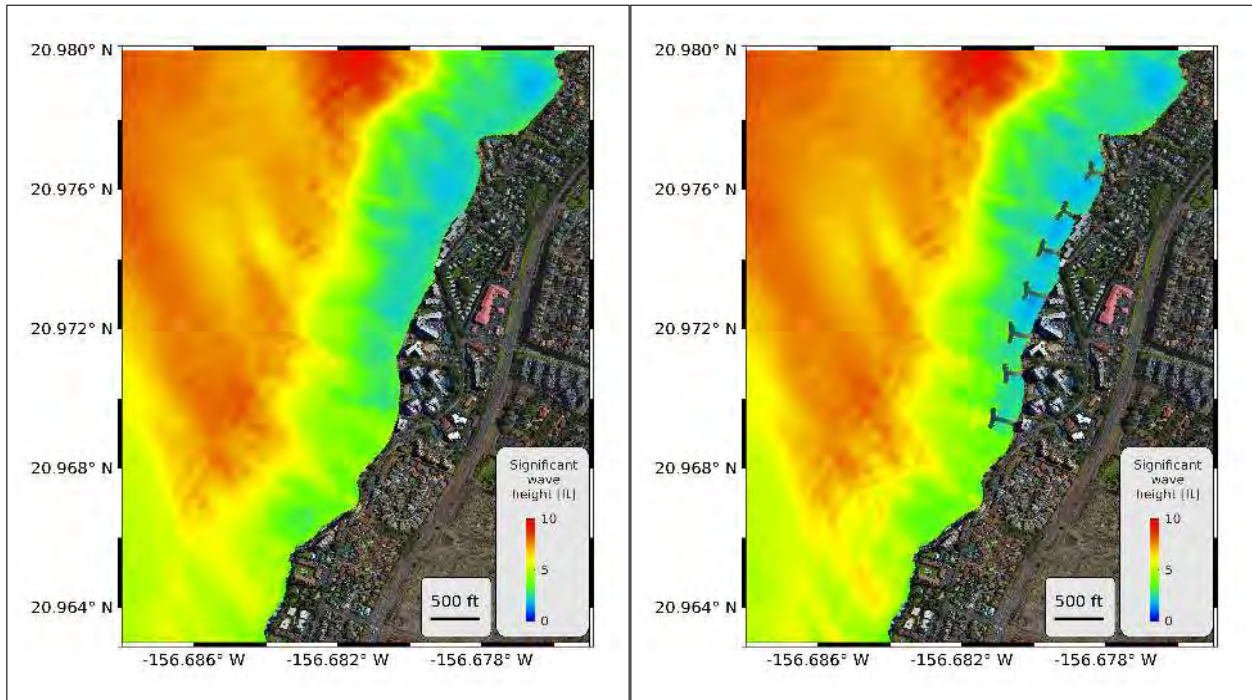 20.980° N
20.976° N
20.972° N
20.968° N
20.964° N
-156.686° W
-156.682° W
-156.678° W
Significant
wave
height (ft.)
10
5
0
500 ft
20.980° N
20.976° N
20.972° N
20.968° N
20.964° N
-156.686° W
-156.682° W
-156.678° W
Significant
wave
height (ft.)
10
5
0
500 ft